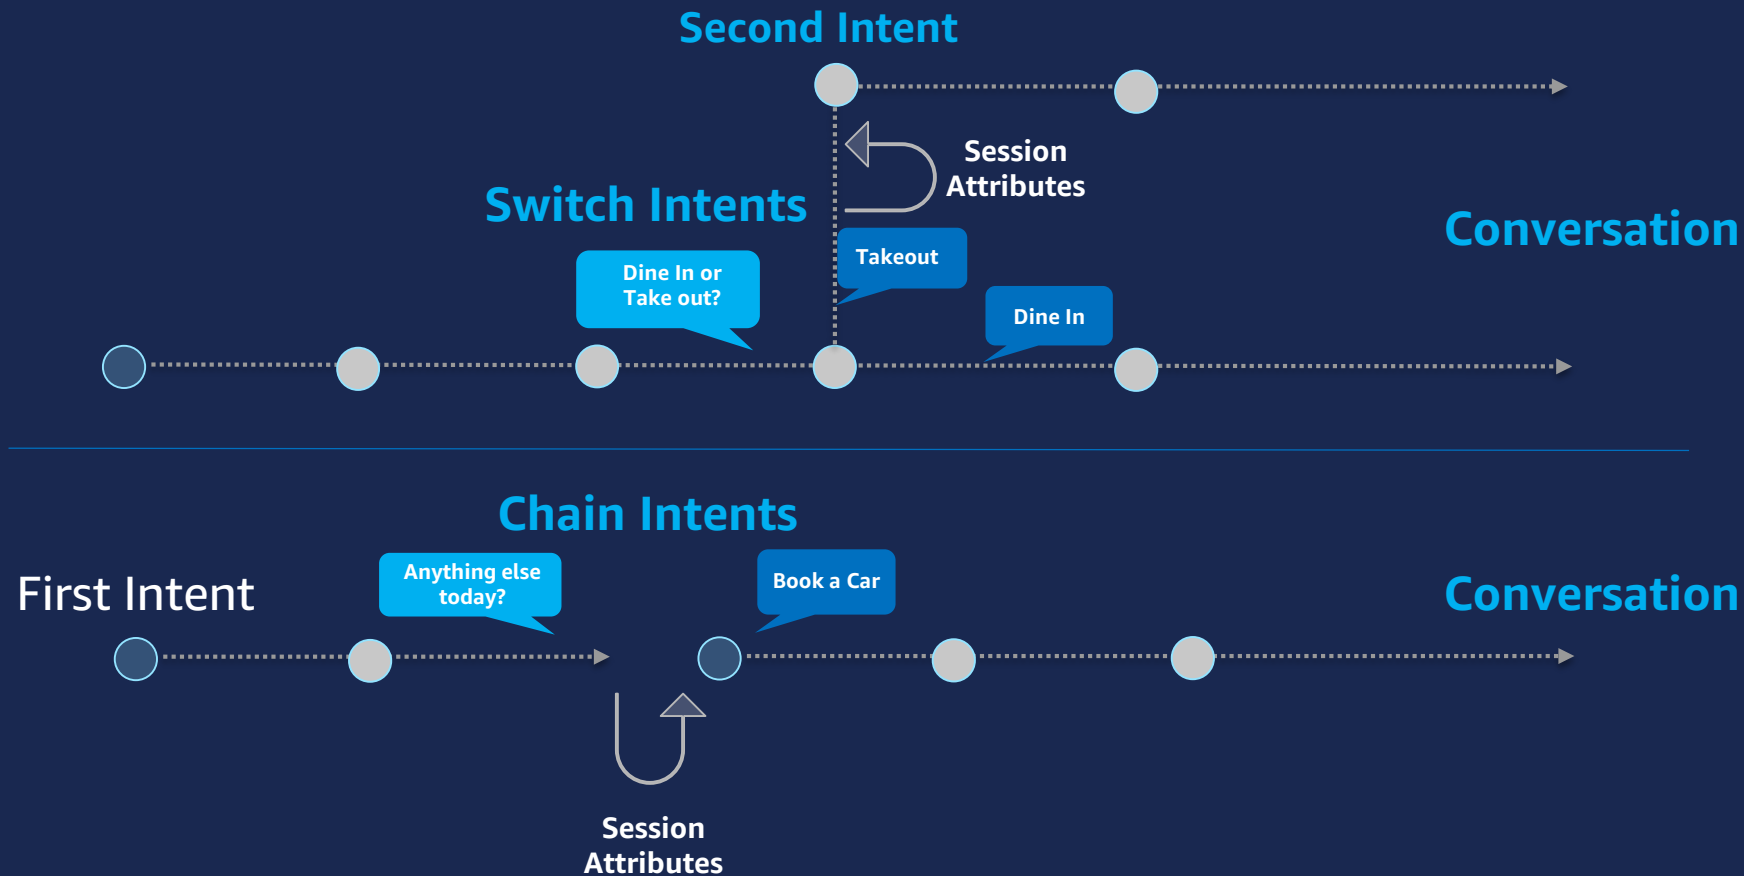 Second Intent
Session
Attributes
Switch Intents
Conversation
Takeout
Dine In or
Take out?
Dine In
Chain Intents
Anything else
today?
Book a Car
First Intent
Conversation
Session
Attributes